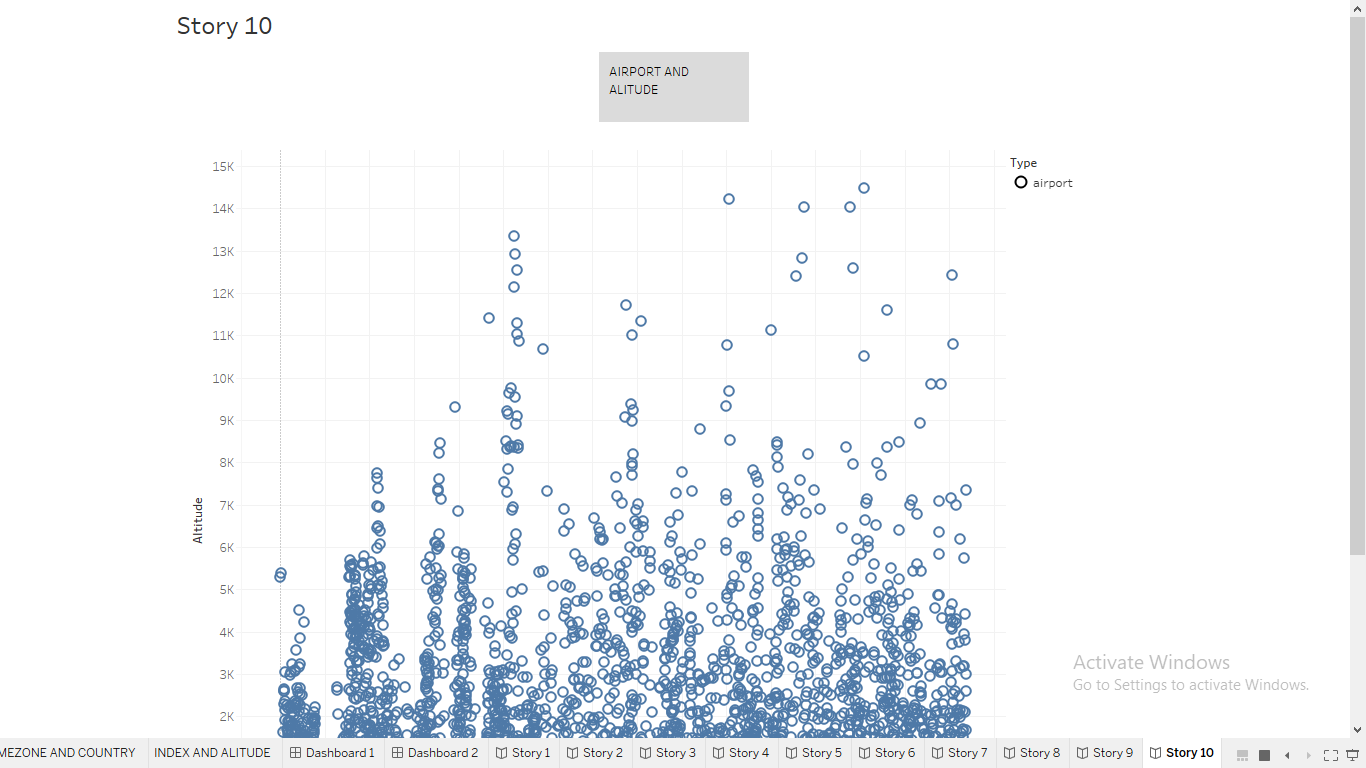 Story 10
AIRPORT AND
ALITUDE
15K
14K
13K
12K
11K
10K
9K
8K
7K
6K
5K
4K
3K
2K
Altitude
Type
airport
Activate Windows
Go to Settings to activate Windows.
MEZONE AND COUNTRY
INDEX AND ALITUDE
Dashboard 1
Dashboard 2
Story 1
Story 2
Story 3
Story 4
Story 5
Story 6
Story 7
Story 8
Story 9
Story 10